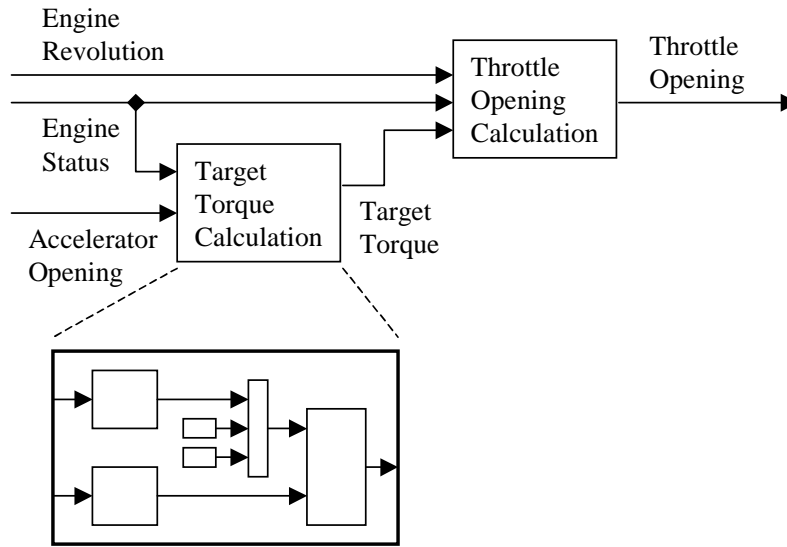 Engine
Revolution
Throttle
Opening
Calculation
Throttle
Opening
Engine
Status
Target
Torque
Calculation
Target
Torque
Accelerator
Opening